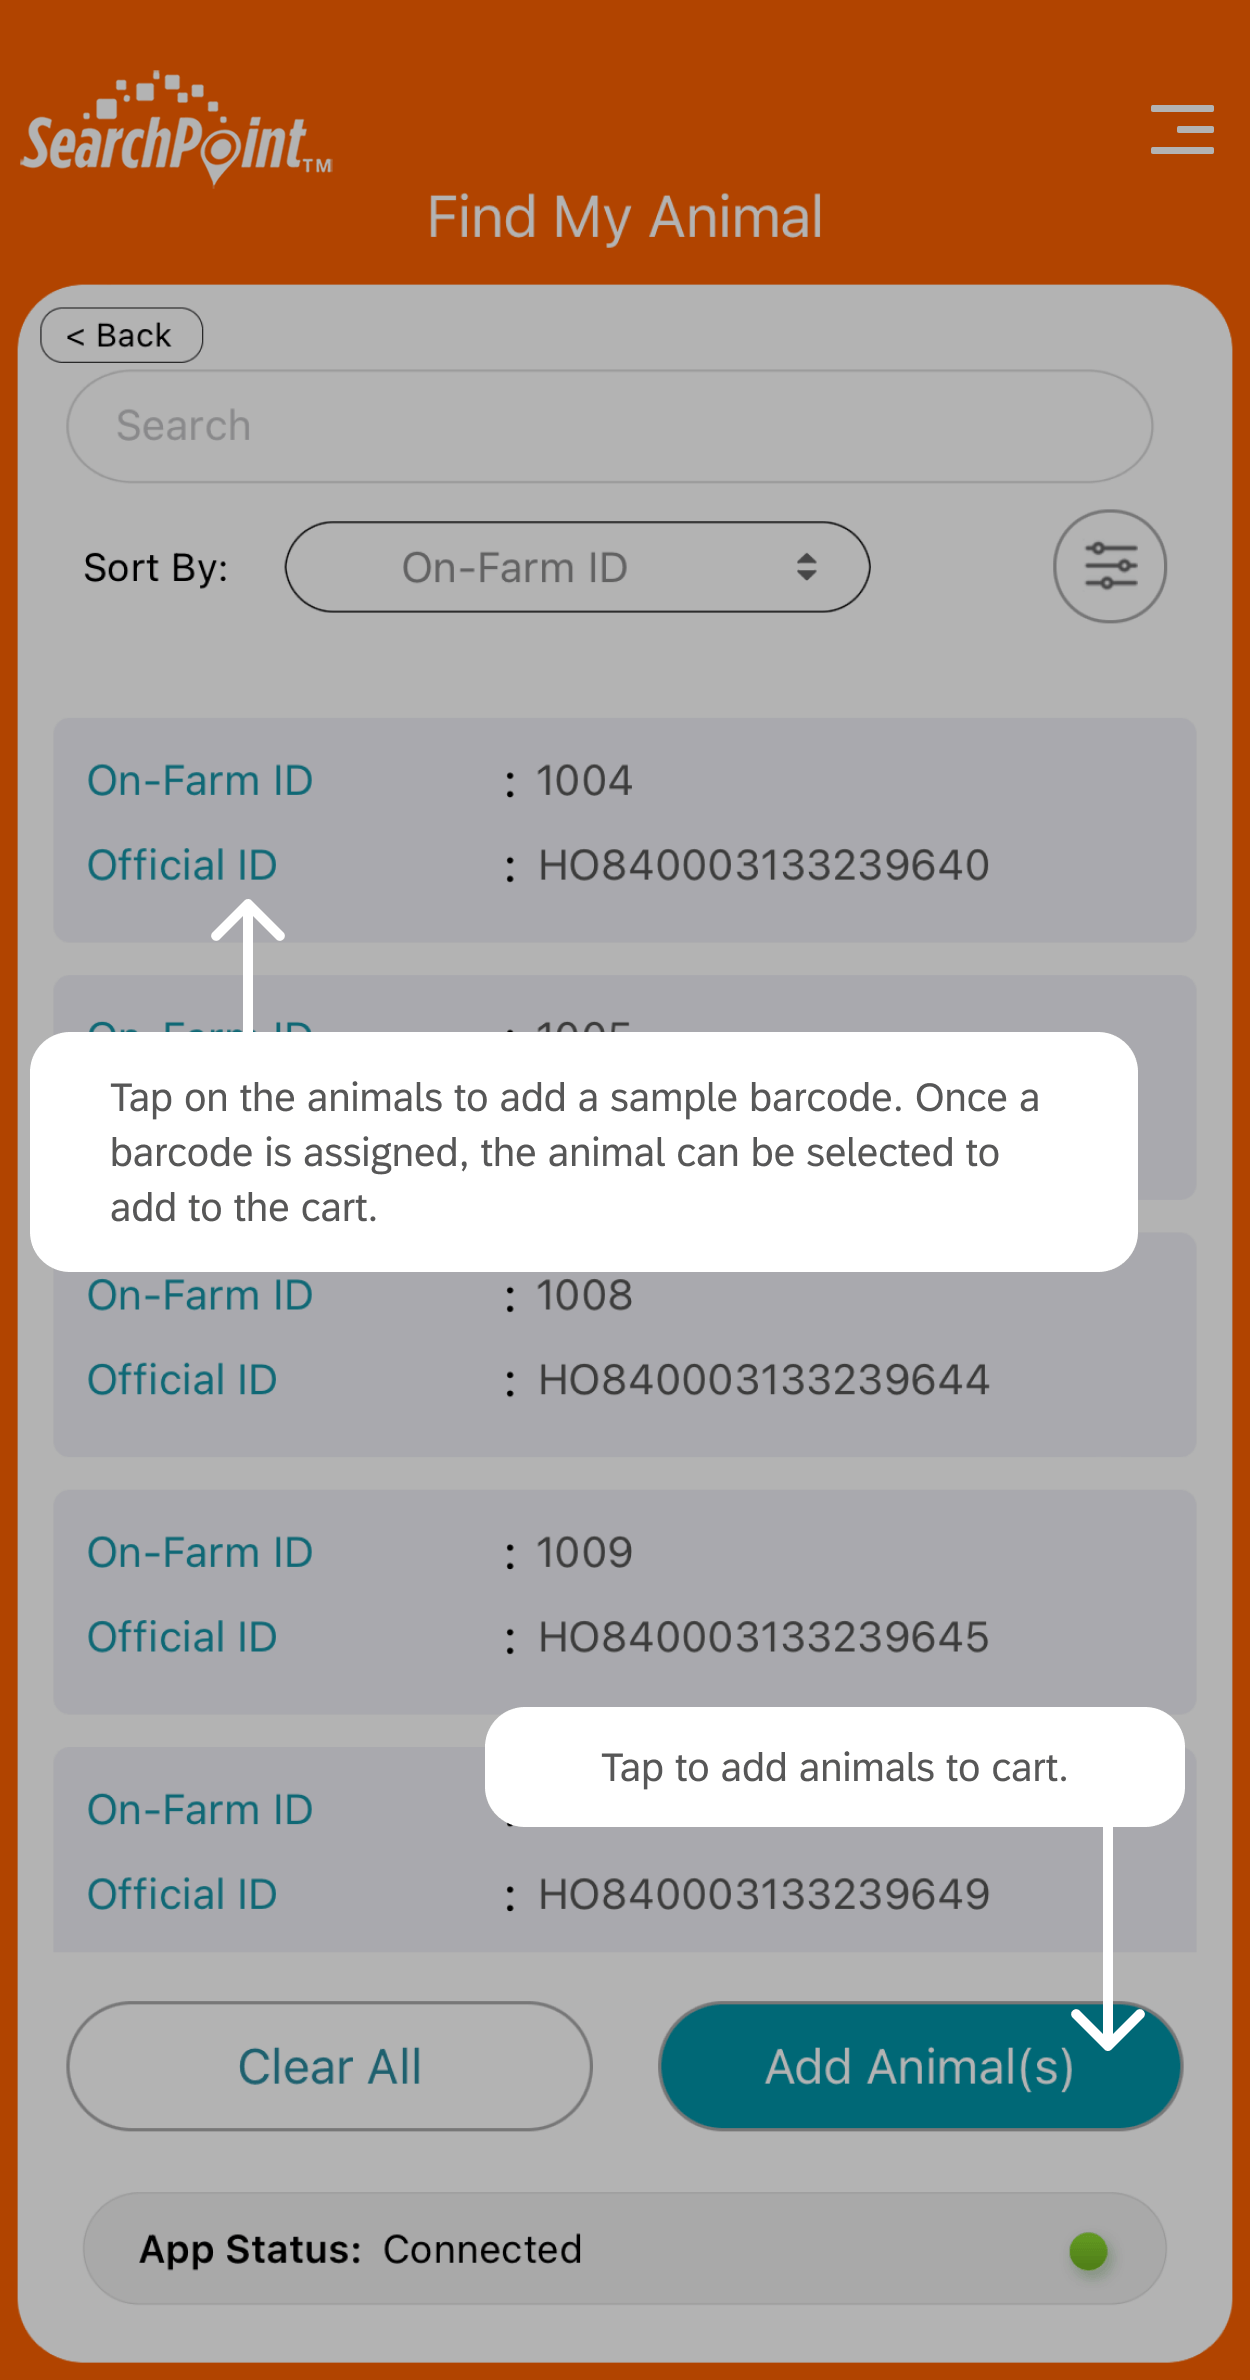 SearchPoint™
Find My Animal
< Back
Search
Sort By: On-Farm ID
On-Farm ID : 1004
Official ID : HO840003133239640
On-Farm ID : 1005
Tap on the animals to add a sample barcode. Once a
barcode is assigned, the animal can be selected to
add to the cart.
On-Farm ID : 1008
Official ID : HO840003133239644
On-Farm ID : 1009
Official ID : HO840003133239645
Tap to add animals to cart.
On-Farm ID
Official ID : HO840003133239649
Clear All
Add Animal(s)
App Status: Connected